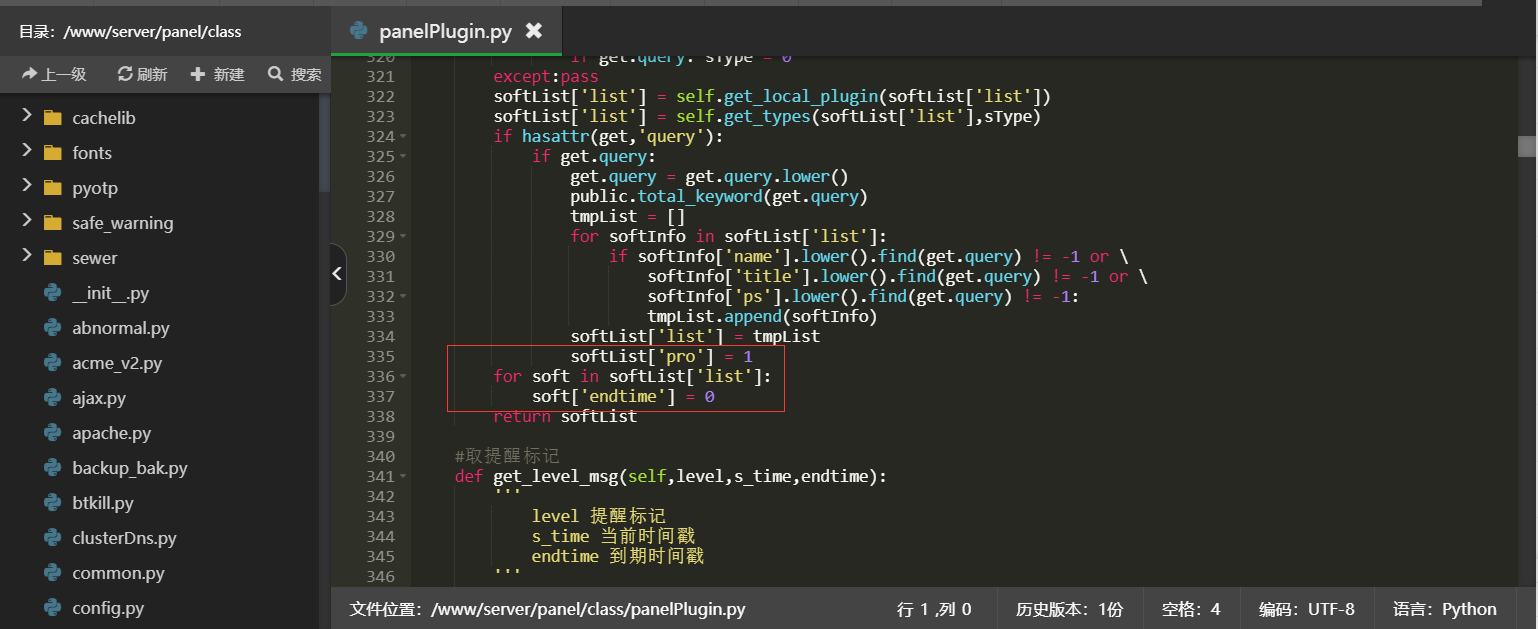 目录：/www/server/panel/class
上一级 刷新 新建 搜索
cachelib
fonts
pyotp
safe_warning
sewer
__init__.py
abnormal.py
acme_v2.py
ajax.py
apache.py
backup_bak.py
btkill.py
clusterDns.py
common.py
config.py
panelPlugin.py
320 if get.query: sType = 0
321 except:pass
322 softList['list'] = self.get_local_plugin(softList['list'])
323 softList['list'] = self.get_types(softList['list'],sType)
324 if hasattr(get,'query'):
325 if get.query:
326 get.query = get.query.lower()
327 public.total_keyword(get.query)
328 tmpList = []
329 for softInfo in softList['list']:
330 if softInfo['name'].lower().find(get.query) != -1 or \
331 softInfo['title'].lower().find(get.query) != -1 or \
332 softInfo['ps'].lower().find(get.query) != -1:
333 tmpList.append(softInfo)
334 softList['list'] = tmpList
335 softList['pro'] = 1
336 for soft in softList['list']:
337 soft['endtime'] = 0
338 return softList
339
340 #取提醒标记
341 def get_level_msg(self,level,s_time,endtime):
342 '''
343 level 提醒标记
344 s_time 当前时间戳
345 endtime 到期时间戳
346 '''
文件位置：/www/server/panel/class/panelPlugin.py 行 1 ,列 0 历史版本：1份 空格：4 编码：UTF-8 语言：Python